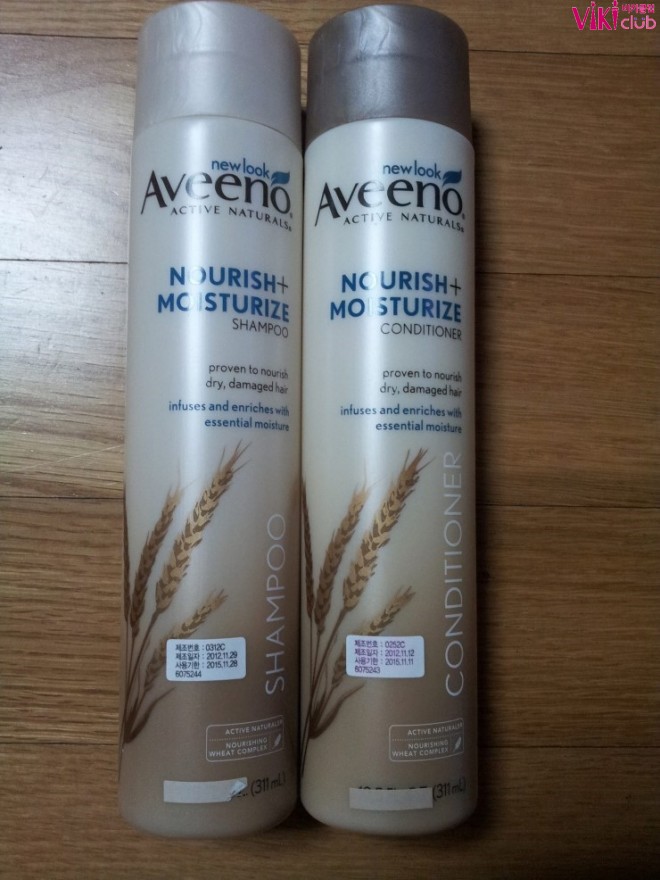 VIKI club
new look
Aveeno®
ACTIVE NATURALS®
NOURISH+
MOISTURIZE
SHAMPOO
proven to nourish
dry, damaged hair
infuses and enriches with
essential moisture
SHAMPOO
제조번호 : 0312C
제조일자 : 2012.11.29
사용기한 : 2015.11.28
6075244
ACTIVE NATURALS®
NOURISHING
WHEAT COMPLEX
(311 mL)
new look
Aveeno®
ACTIVE NATURALS®
NOURISH+
MOISTURIZE
CONDITIONER
proven to nourish
dry, damaged hair
infuses and enriches with
essential moisture
CONDITIONER
제조번호 : 0252C
제조일자 : 2012.11.12
사용기한 : 2015.11.11
6075243
ACTIVE NATURALS®
NOURISHING
WHEAT COMPLEX
(311 mL)